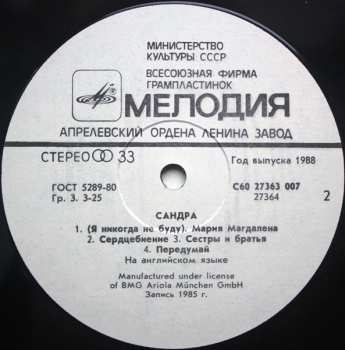 МИНИСТЕРСТВО
КУЛЬТУРЫ СССР
ВСЕСОЮЗНАЯ ФИРМА
ГРАМПЛАСТИНОК
МЕЛОДИЯ
АПРЕЛЕВСКИЙ ОРДЕНА ЛЕНИНА ЗАВОД
СТЕРЕО 33
Год выпуска 1988
ГОСТ 5289-80
Гр. 3. 3-25
С60 27363 007
27364
2
САНДРА
1. (Я никогда не буду). Мария Магдалена
2. Сердцебиение 3. Сестры и братья
4. Передумай
На английском языке
Manufactured under license
of BMG Ariola München GmbH
Запись 1985 г.